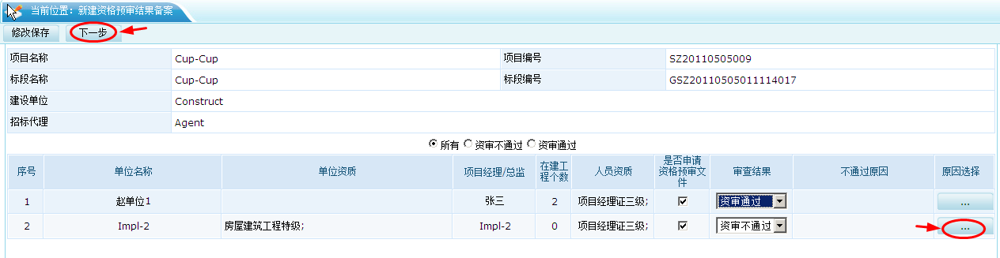 当前位置：新建资格预审结果备案
修改保存 下一步
项目名称 Cup-Cup 项目编号 SZ20110505009
标段名称 Cup-Cup 标段编号 GSZ20110505011114017
建设单位 Construct
招标代理 Agent
所有 资审不通过 资审通过
序号 单位名称 单位资质 项目经理/总监 在建工程个数 人员资质 是否申请资格预审文件 审查结果 不通过原因 原因选择
1 赵单位1 张三 2 项目经理证三级; 资审通过 ...
2 Impl-2 房屋建筑工程特级; Impl-2 0 项目经理证三级; 资审不通过 ...